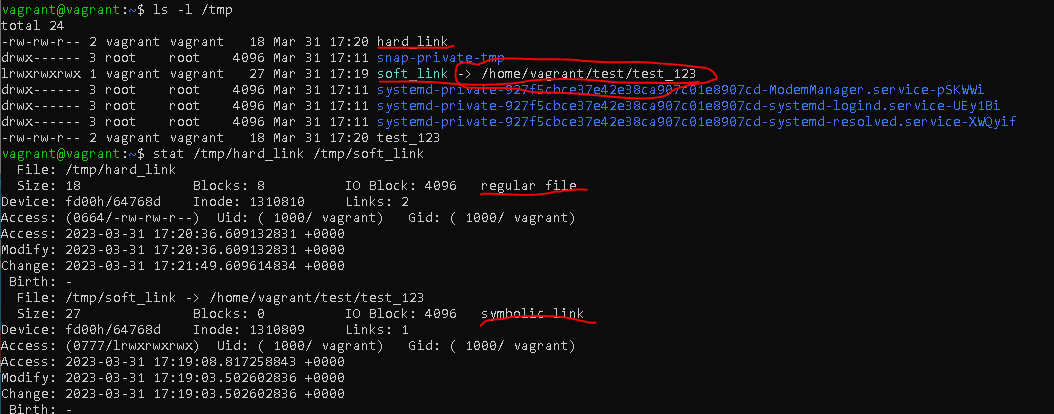 vagrant@vagrant:~$ ls -l /tmp
total 24
-rw-rw-r-- 2 vagrant vagrant   18 Mar 31 17:20 hard_link
drwx------ 3 root    root    4096 Mar 31 17:11 snap-private-tmp
lrwxrwxrwx 1 vagrant vagrant   27 Mar 31 17:19 soft_link -> /home/vagrant/test/test_123
drwx------ 3 root    root    4096 Mar 31 17:11 systemd-private-927f5cbce37e42e38ca907c01e8907cd-ModemManager.service-pSKWWi
drwx------ 3 root    root    4096 Mar 31 17:11 systemd-private-927f5cbce37e42e38ca907c01e8907cd-systemd-logind.service-UEy1Bi
drwx------ 3 root    root    4096 Mar 31 17:11 systemd-private-927f5cbce37e42e38ca907c01e8907cd-systemd-resolved.service-XWQyif
-rw-rw-r-- 2 vagrant vagrant   18 Mar 31 17:20 test_123
vagrant@vagrant:~$ stat /tmp/hard_link /tmp/soft_link
  File: /tmp/hard_link
  Size: 18              Blocks: 8          IO Block: 4096   regular file
Device: fd00h/64768d    Inode: 1310810     Links: 2
Access: (0664/-rw-rw-r--)  Uid: ( 1000/ vagrant)   Gid: ( 1000/ vagrant)
Access: 2023-03-31 17:20:36.609132831 +0000
Modify: 2023-03-31 17:20:36.609132831 +0000
Change: 2023-03-31 17:21:49.609614834 +0000
 Birth: -
  File: /tmp/soft_link -> /home/vagrant/test/test_123
  Size: 27              Blocks: 0          IO Block: 4096   symbolic link
Device: fd00h/64768d    Inode: 1310809     Links: 1
Access: (0777/lrwxrwxrwx)  Uid: ( 1000/ vagrant)   Gid: ( 1000/ vagrant)
Access: 2023-03-31 17:19:08.817258843 +0000
Modify: 2023-03-31 17:19:03.502602836 +0000
Change: 2023-03-31 17:19:03.502602836 +0000
 Birth: -